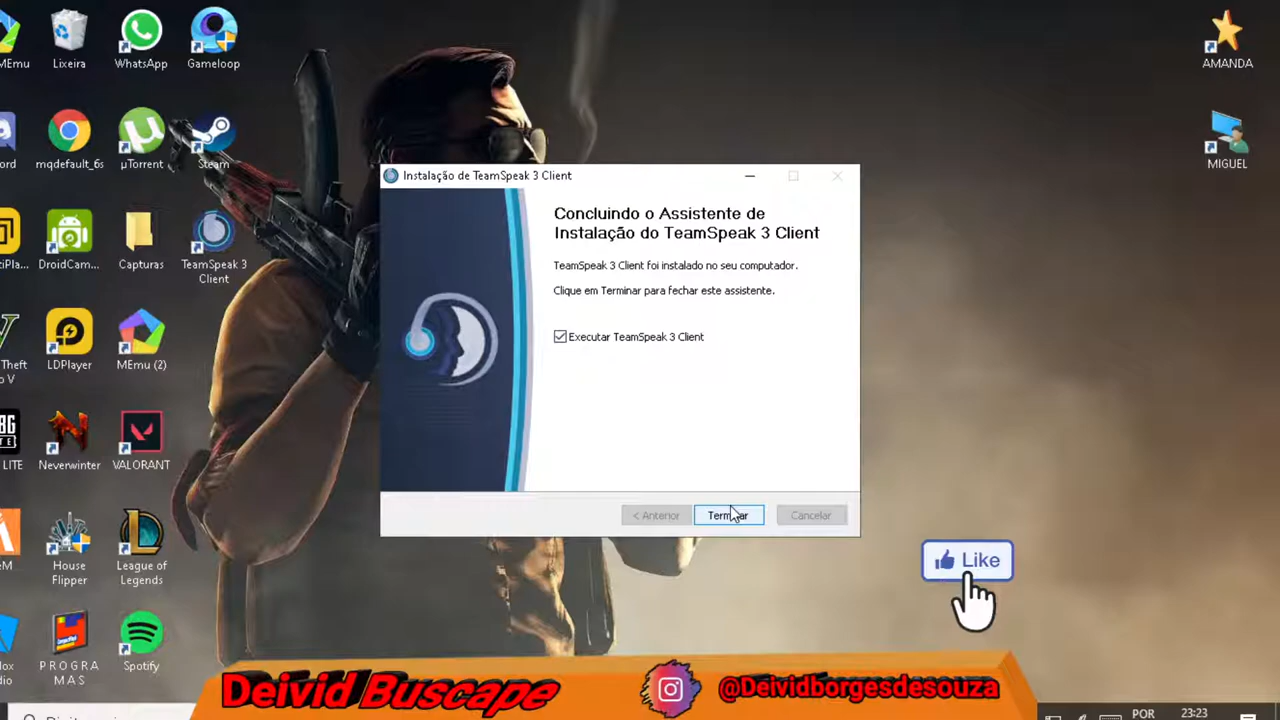 MEmu
Lixeira
WhatsApp
Gameloop
AMANDA
mqdefault_6s
µTorrent
Steam
MIGUEL
DroidCam...
Capturas
TeamSpeak 3
Client
LDPlayer
MEmu (2)
Theft
o V
LITE
Neverwinter
VALORANT
House
Flipper
League of
Legends
P R O G R A
M A S
Spotify
Instalação de TeamSpeak 3 Client
Concluindo o Assistente de
Instalação do TeamSpeak 3 Client
TeamSpeak 3 Client foi instalado no seu computador.
Clique em Terminar para fechar este assistente.
Executar TeamSpeak 3 Client
< Anterior
Terminar
Cancelar
Like
Deivid Buscape
@Deividborgesdesouza
POR
23:23